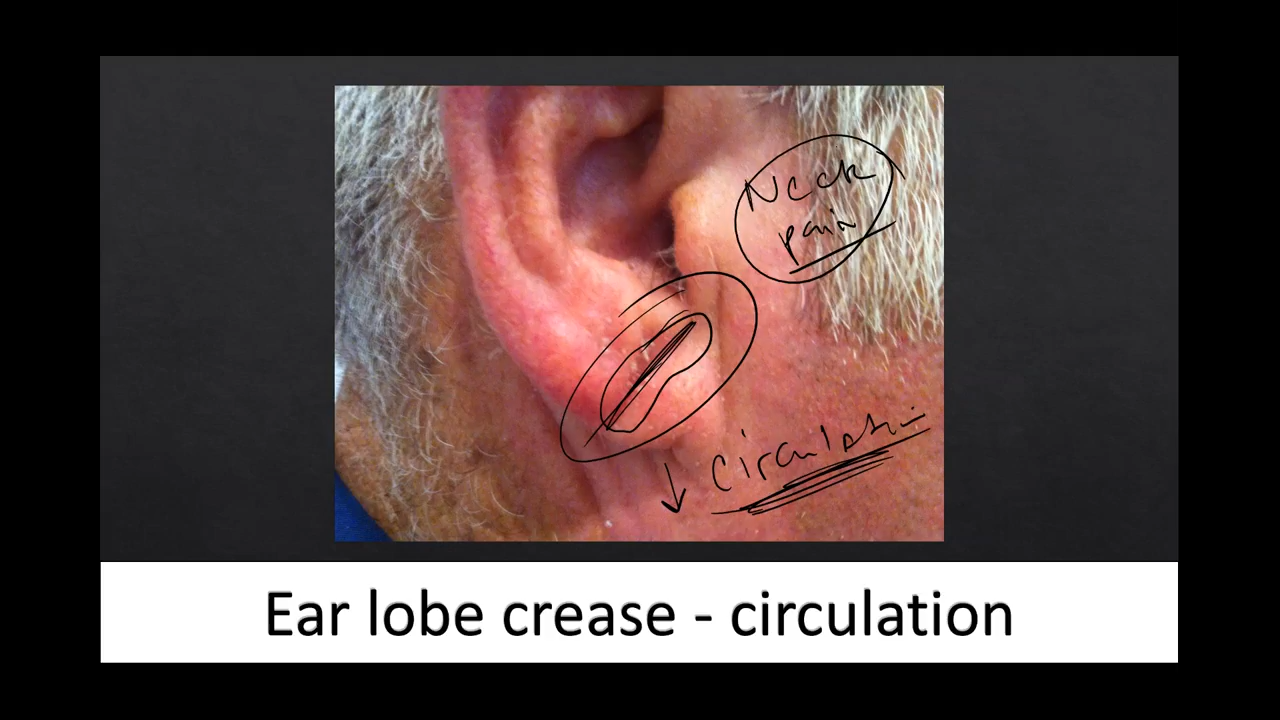 Neck
pain
↓ Circulation
Ear lobe crease - circulation